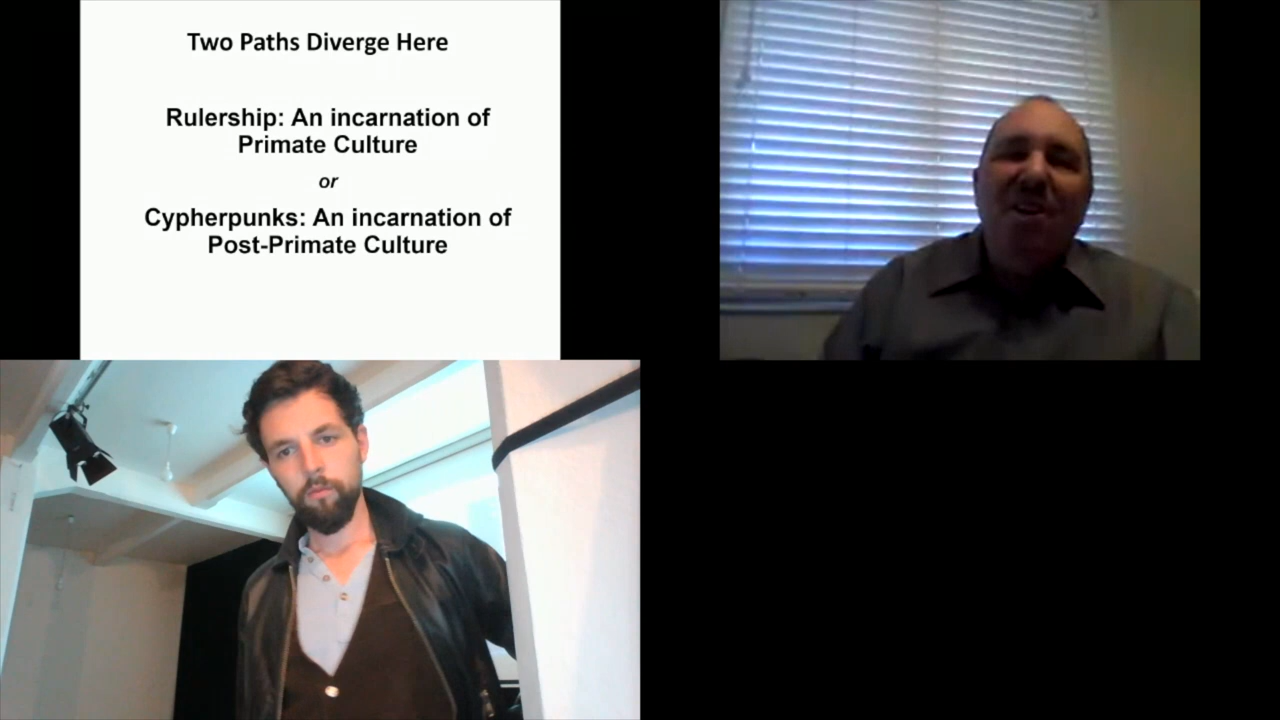 Two Paths Diverge Here
Rulership: An incarnation of
Primate Culture
or
Cypherpunks: An incarnation of
Post-Primate Culture